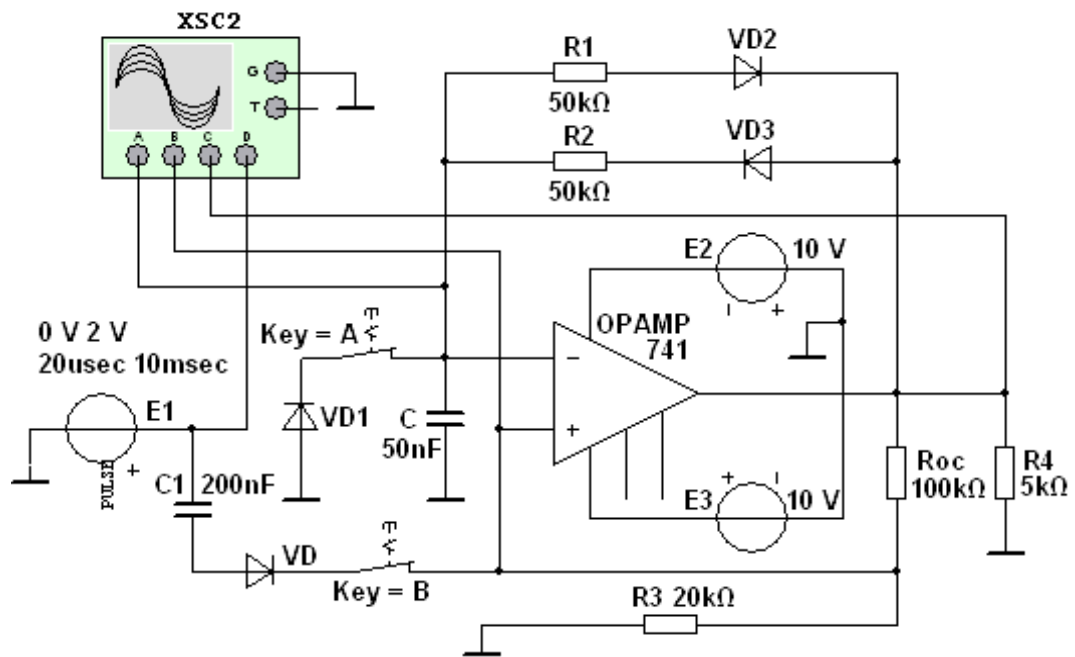 XSC2
G
T
A B C D
R1
50kΩ
VD2
R2
50kΩ
VD3
E2
10 V
− +
0 V 2 V
20usec 10msec
Key = A
OPAMP
741
E1
VD1
C
50nF
−
+
+
PULSE
C1 200nF
+ −
E3
10 V
Roc
100kΩ
R4
5kΩ
VD
Key = B
R3 20kΩ